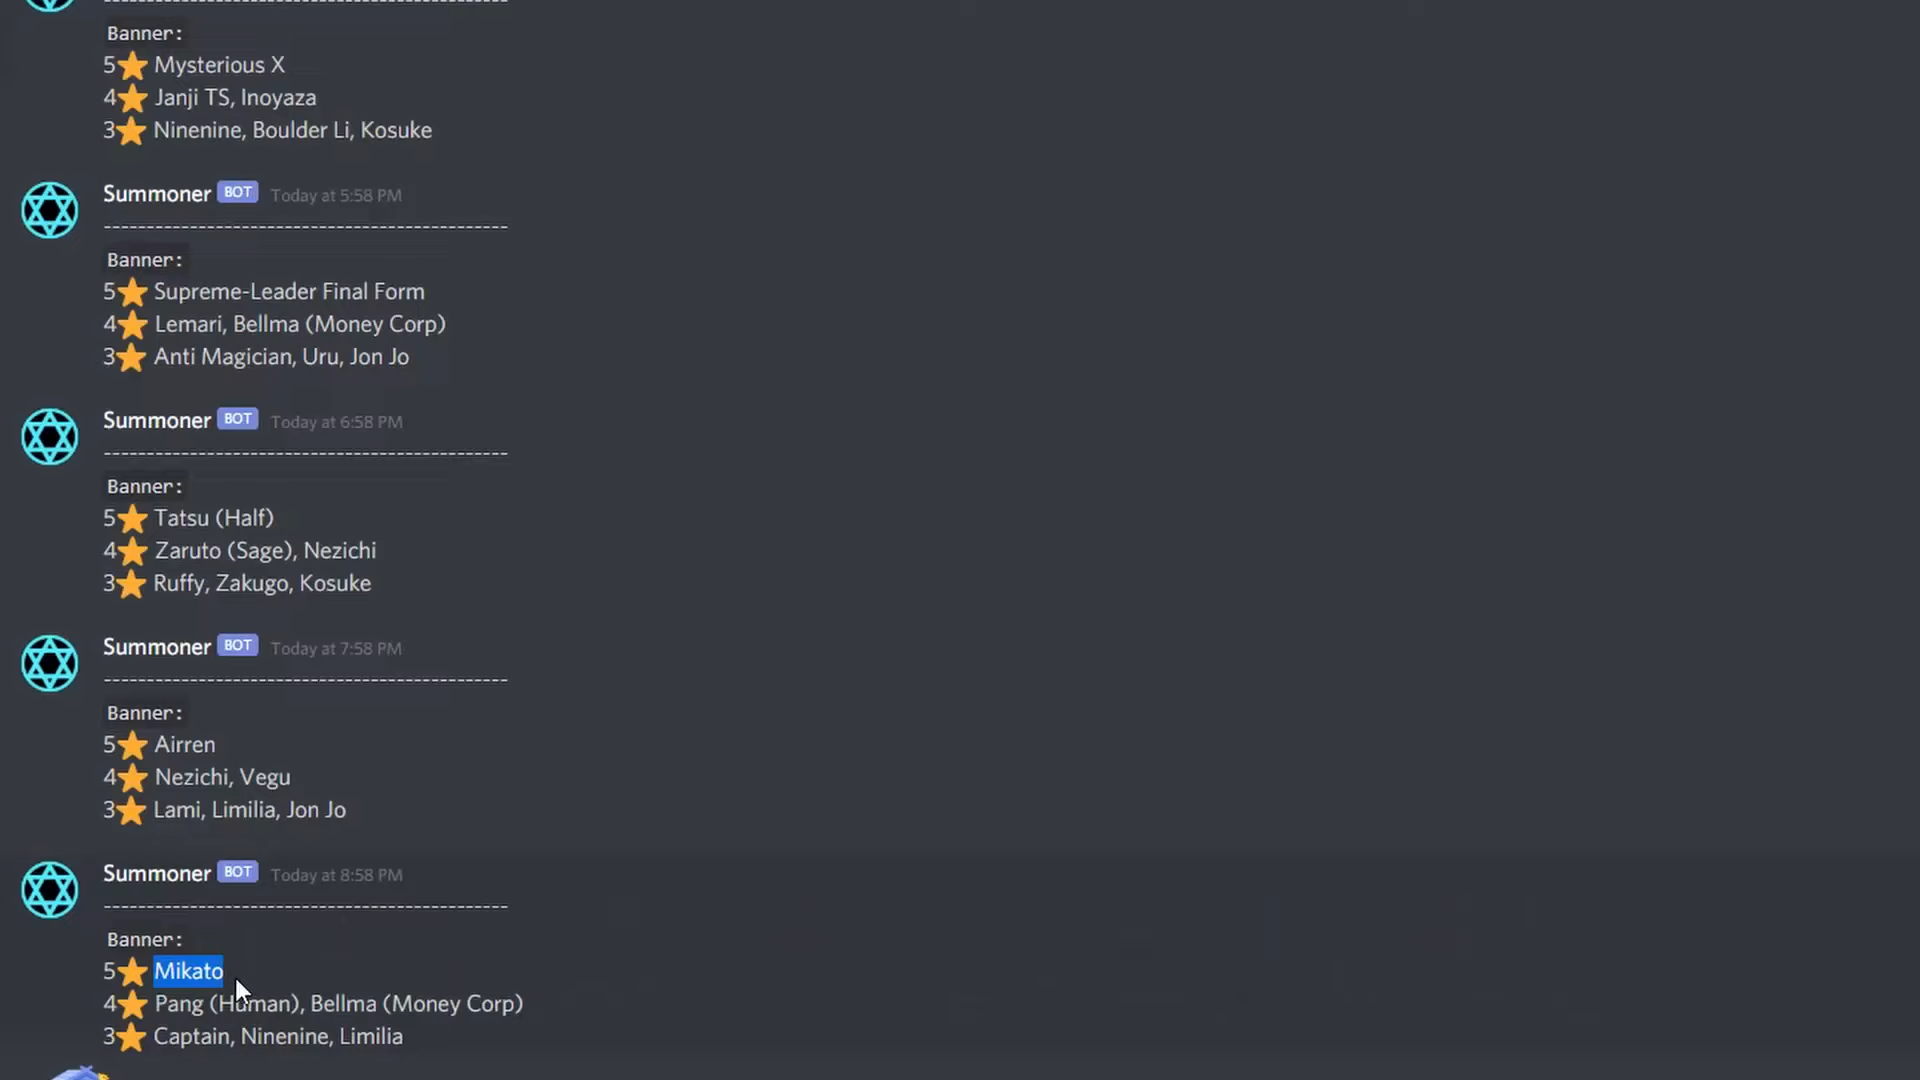 ---------------------------------------------
Banner:
5⭐ Mysterious X
4⭐ Janji TS, Inoyaza
3⭐ Ninenine, Boulder Li, Kosuke
Summoner BOT Today at 5:58 PM
---------------------------------------------
Banner:
5⭐ Supreme-Leader Final Form
4⭐ Lemari, Bellma (Money Corp)
3⭐ Anti Magician, Uru, Jon Jo
Summoner BOT Today at 6:58 PM
---------------------------------------------
Banner:
5⭐ Tatsu (Half)
4⭐ Zaruto (Sage), Nezichi
3⭐ Ruffy, Zakugo, Kosuke
Summoner BOT Today at 7:58 PM
---------------------------------------------
Banner:
5⭐ Airren
4⭐ Nezichi, Vegu
3⭐ Lami, Limilia, Jon Jo
Summoner BOT Today at 8:58 PM
---------------------------------------------
Banner:
5⭐ Mikato
4⭐ Pang (Human), Bellma (Money Corp)
3⭐ Captain, Ninenine, Limilia